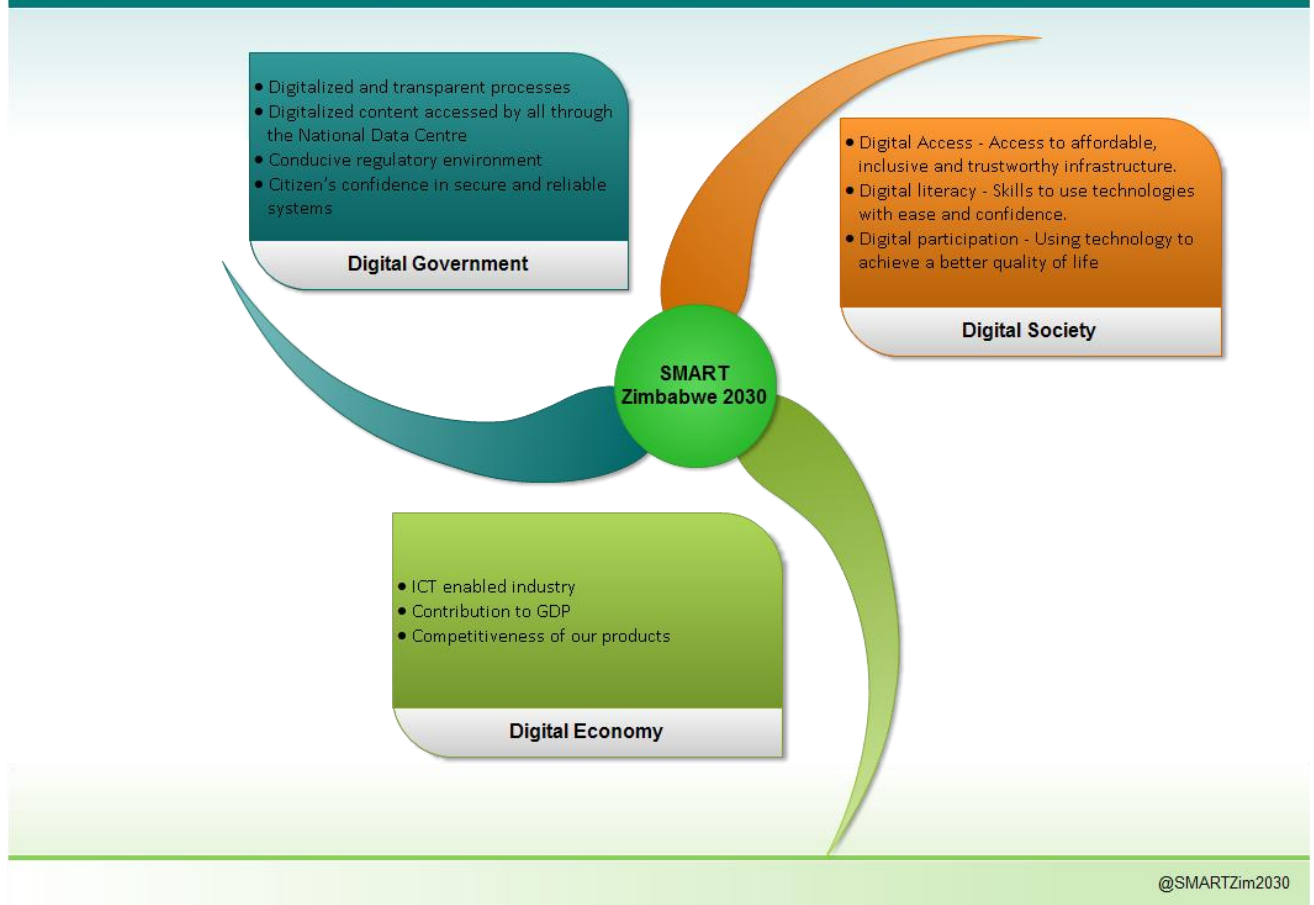 • Digitalized and transparent processes
• Digitalized content accessed by all through
the National Data Centre
• Conducive regulatory environment
• Citizen's confidence in secure and reliable
systems
Digital Government
• Digital Access - Access to affordable,
inclusive and trustworthy infrastructure.
• Digital literacy - Skills to use technologies
with ease and confidence.
• Digital participation - Using technology to
achieve a better quality of life
Digital Society
SMART
Zimbabwe 2030
• ICT enabled industry
• Contribution to GDP
• Competitiveness of our products
Digital Economy
@SMARTZim2030